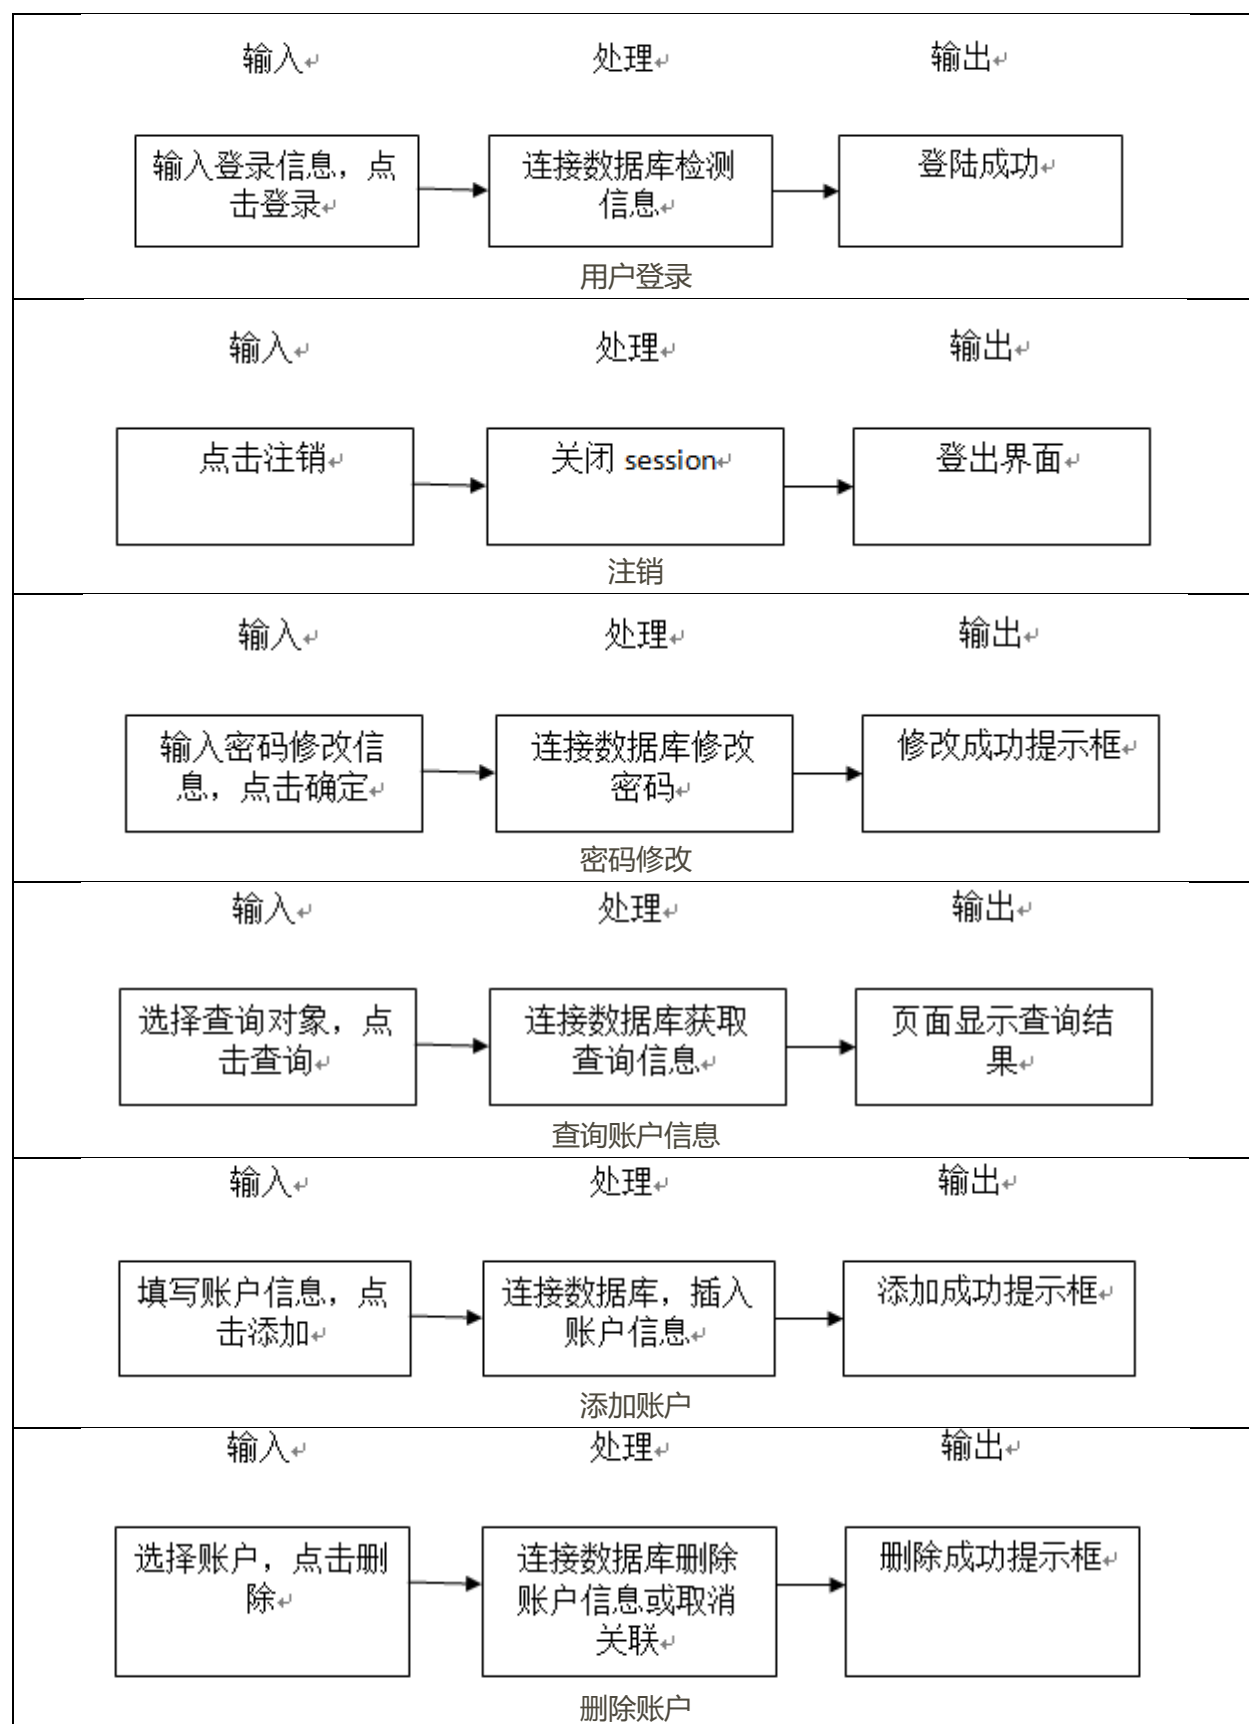 输入 处理 输出
输入登录信息，点
击登录
连接数据库检测
信息
登陆成功
用户登录
输入 处理 输出
点击注销
关闭 session
登出界面
注销
输入 处理 输出
输入密码修改信
息，点击确定
连接数据库修改
密码
修改成功提示框
密码修改
输入 处理 输出
选择查询对象，点
击查询
连接数据库获取
查询信息
页面显示查询结
果
查询账户信息
输入 处理 输出
填写账户信息，点
击添加
连接数据库，插入
账户信息
添加成功提示框
添加账户
输入 处理 输出
选择账户，点击删
除
连接数据库删除
账户信息或取消
关联
删除成功提示框
删除账户